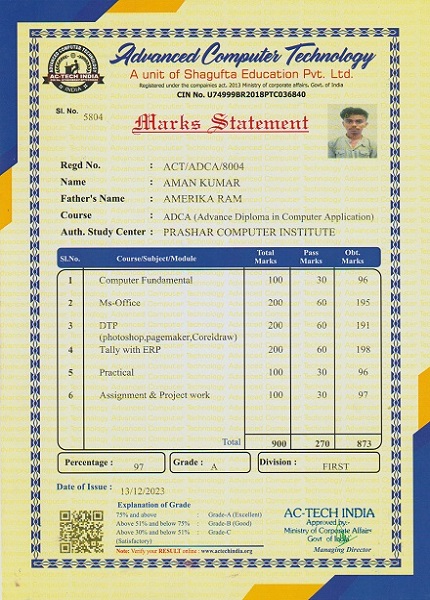 ADVANCED COMPUTER TECHNOLOGY
AC-TECH INDIA
INDIA
Advanced Computer Technology
A unit of Shagufta Education Pvt. Ltd.
Registered under the companies act, 2013 Ministry of corporate affairs, Govt. of India
CIN No. U74999BR2018PTC036840
Sl. No. 5804
Marks Statement
Regd No. : ACT/ADCA/8004
Name : AMAN KUMAR
Father's Name : AMERIKA RAM
Course : ADCA (Advance Diploma in Computer Application)
Auth. Study Center : PRASHAR COMPUTER INSTITUTE
Sl.No. Course/Subject/Module Total Marks Pass Marks Obt. Marks
1 Computer Fundamental 100 30 96
2 Ms-Office 200 60 195
3 DTP 200 60 191
(photoshop,pagemaker,Coreldraw)
4 Tally with ERP 200 60 198
5 Practical 100 30 96
6 Assignment & Project work 100 30 97
Total 900 270 873
Percentage : 97 Grade : A Division : FIRST
Date of Issue : 13/12/2023
Explanation of Grade
75% and above : Grade-A (Excellent)
Above 51% and below 75% : Grade-B (Good)
Above 30% and below 51% : Grade-C
(Satisfactory)
Note: Verify your RESULT online : www.actechindia.org
AC-TECH INDIA
Approved by:-
Ministry of Corporate Affairs
Govt of India
Managing Director